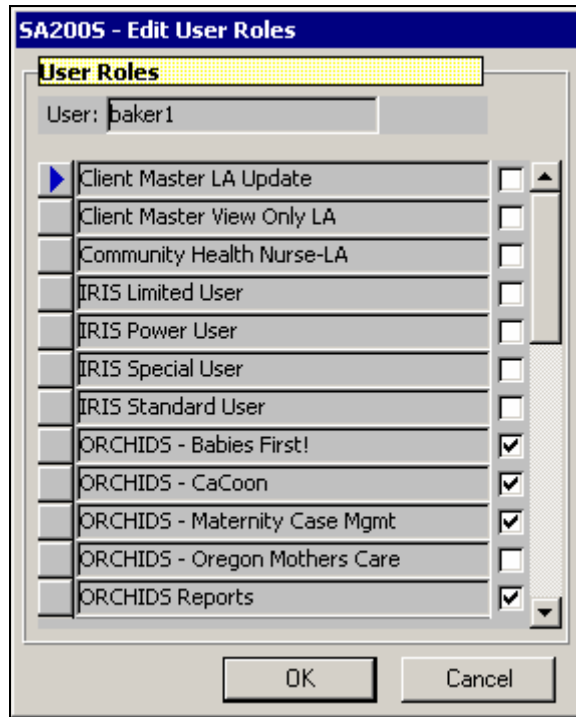 SA200S - Edit User Roles
User Roles
User: baker1
Client Master LA Update
Client Master View Only LA
Community Health Nurse-LA
IRIS Limited User
IRIS Power User
IRIS Special User
IRIS Standard User
ORCHIDS - Babies First!
ORCHIDS - CaCoon
ORCHIDS - Maternity Case Mgmt
ORCHIDS - Oregon Mothers Care
ORCHIDS Reports
OK Cancel